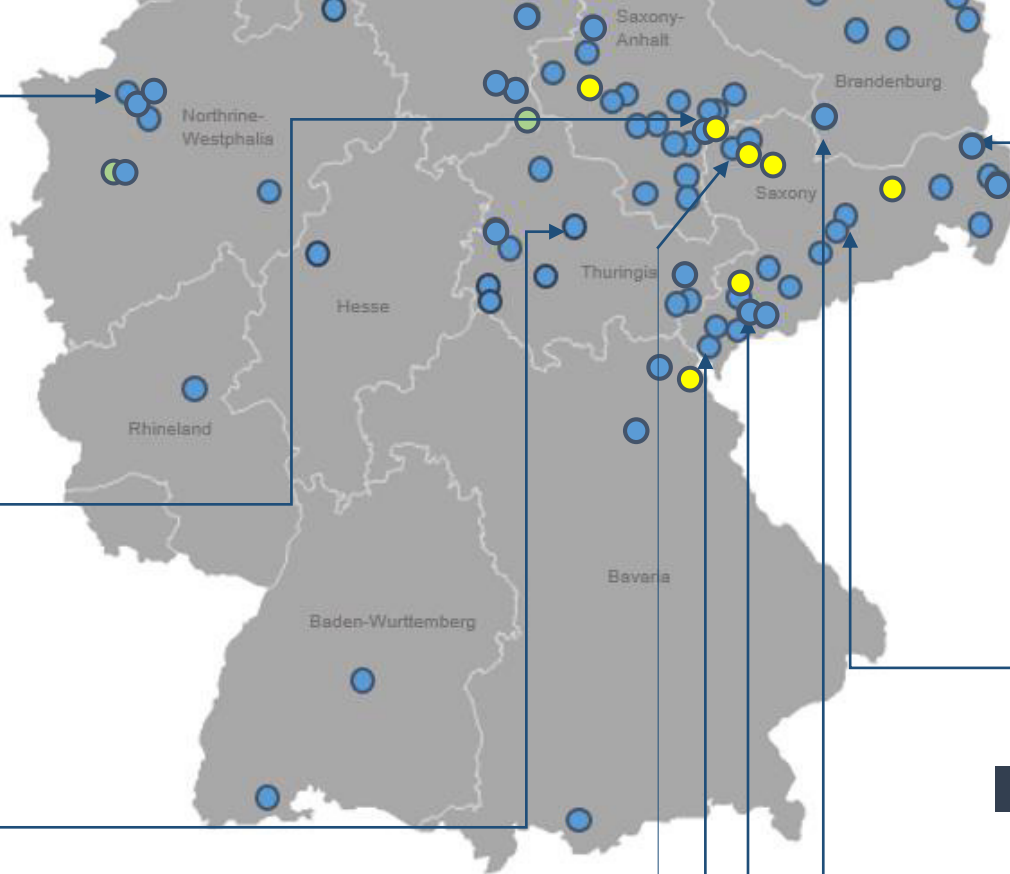 Saxony-
Anhalt
Brandenburg
Northrine-
Westphalia
Saxony
Thuringia
Hesse
Rhineland
Bavaria
Baden-Wurttemberg